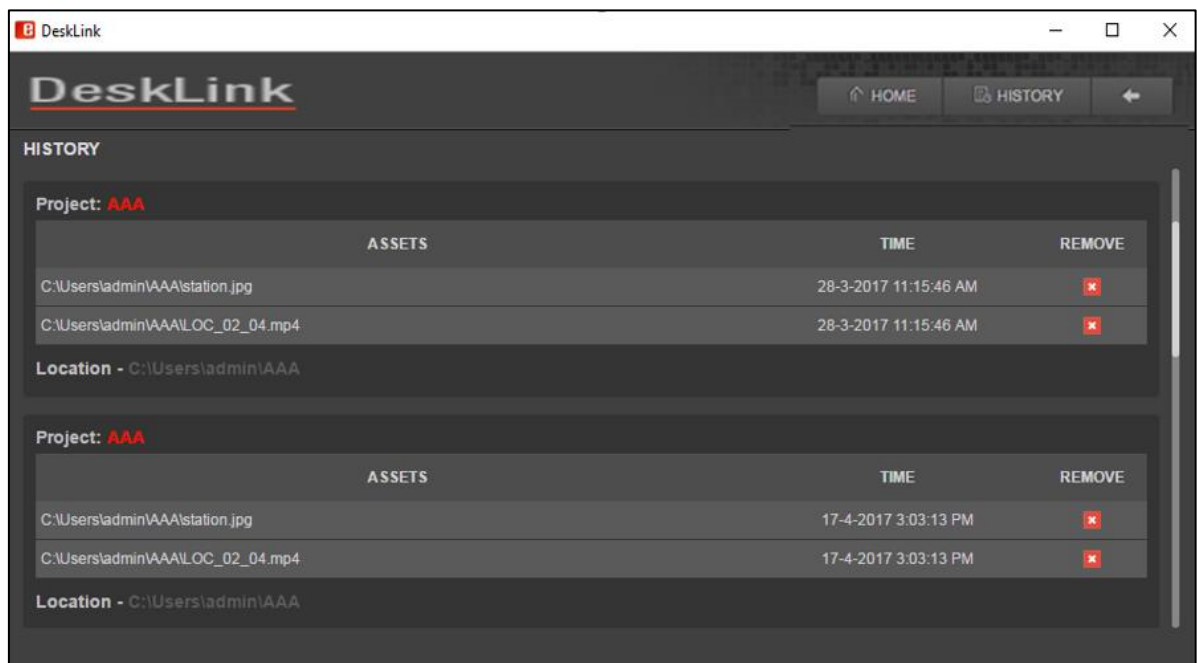 DeskLink
DeskLink
HOME HISTORY
HISTORY
Project: AAA
ASSETS TIME REMOVE
C:\Users\admin\AAA\station.jpg 28-3-2017 11:15:46 AM
C:\Users\admin\AAA\LOC_02_04.mp4 28-3-2017 11:15:46 AM
Location - C:\Users\admin\AAA
Project: AAA
ASSETS TIME REMOVE
C:\Users\admin\AAA\station.jpg 17-4-2017 3:03:13 PM
C:\Users\admin\AAA\LOC_02_04.mp4 17-4-2017 3:03:13 PM
Location - C:\Users\admin\AAA